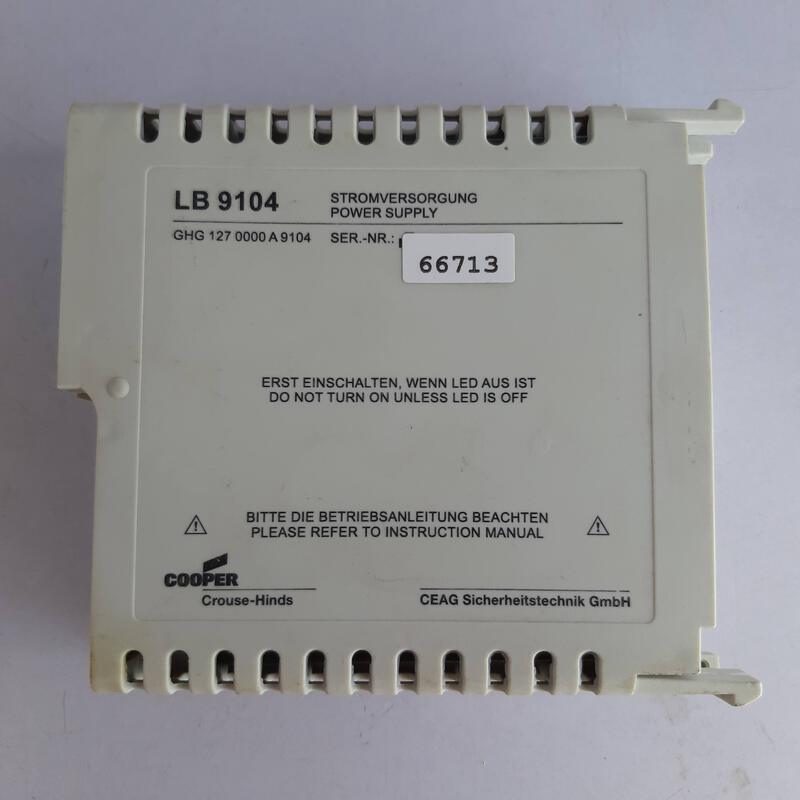 LB 9104
STROMVERSORGUNG
POWER SUPPLY
GHG 127 0000 A 9104 SER.-NR.:
66713
ERST EINSCHALTEN, WENN LED AUS IST
DO NOT TURN ON UNLESS LED IS OFF
BITTE DIE BETRIEBSANLEITUNG BEACHTEN
PLEASE REFER TO INSTRUCTION MANUAL
COOPER
Crouse-Hinds
CEAG Sicherheitstechnik GmbH